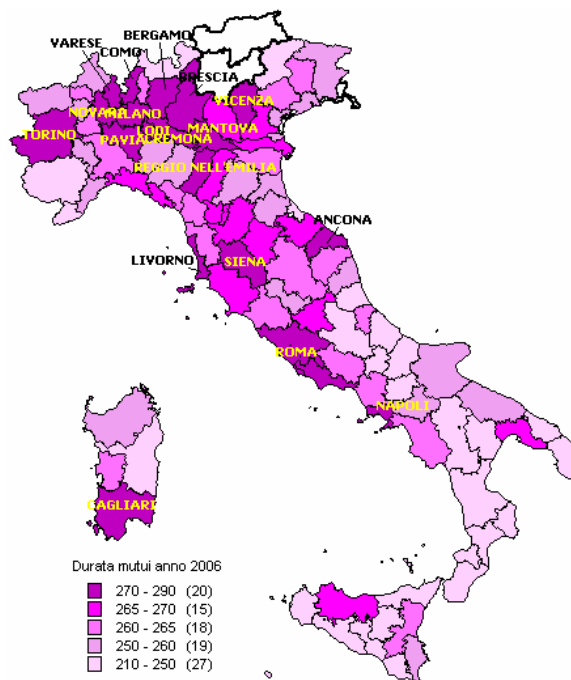 BERGAMO
VARESE
COMO
BRESCIA
VICENZA
NOVARA
MILANO
TORINO
LODI
MANTOVA
PAVIA
CREMONA
REGGIO NELL'EMILIA
ANCONA
LIVORNO
SIENA
ROMA
NAPOLI
CAGLIARI
Durata mutui anno 2006
270 - 290 (20)
265 - 270 (15)
260 - 265 (18)
250 - 260 (19)
210 - 250 (27)